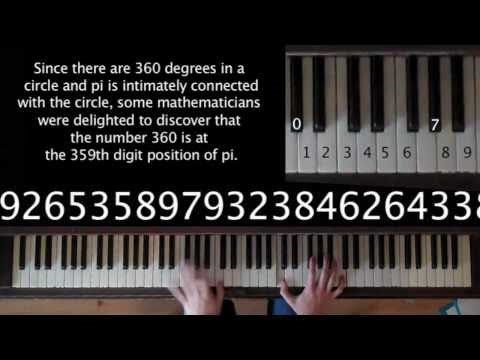 Since there are 360 degrees in a
circle and pi is intimately connected
with the circle, some mathematicians
were delighted to discover that
the number 360 is at
the 359th digit position of pi.
0 7
1 2 3 4 5 6 8 9
9265358979323846264338